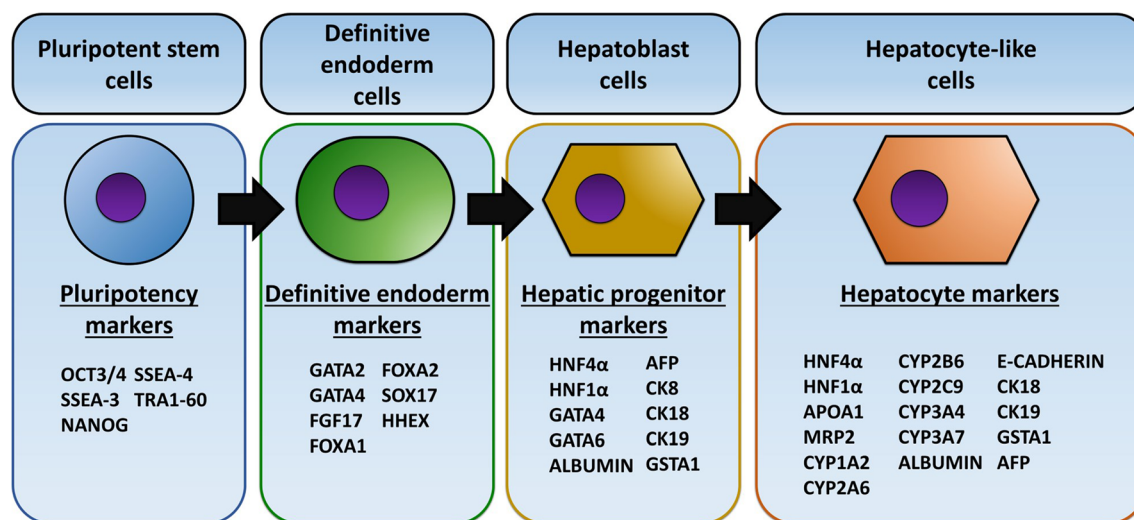 Pluripotent stem
cells
Definitive
endoderm
cells
Hepatoblast
cells
Hepatocyte-like
cells
Pluripotency
markers
OCT3/4 SSEA-4
SSEA-3 TRA1-60
NANOG
Definitive endoderm
markers
GATA2 FOXA2
GATA4 SOX17
FGF17 HHEX
FOXA1
Hepatic progenitor
markers
HNF4α AFP
HNF1α CK8
GATA4 CK18
GATA6 CK19
ALBUMIN GSTA1
Hepatocyte markers
HNF4α CYP2B6 E-CADHERIN
HNF1α CYP2C9 CK18
APOA1 CYP3A4 CK19
MRP2 CYP3A7 GSTA1
CYP1A2 ALBUMIN AFP
CYP2A6